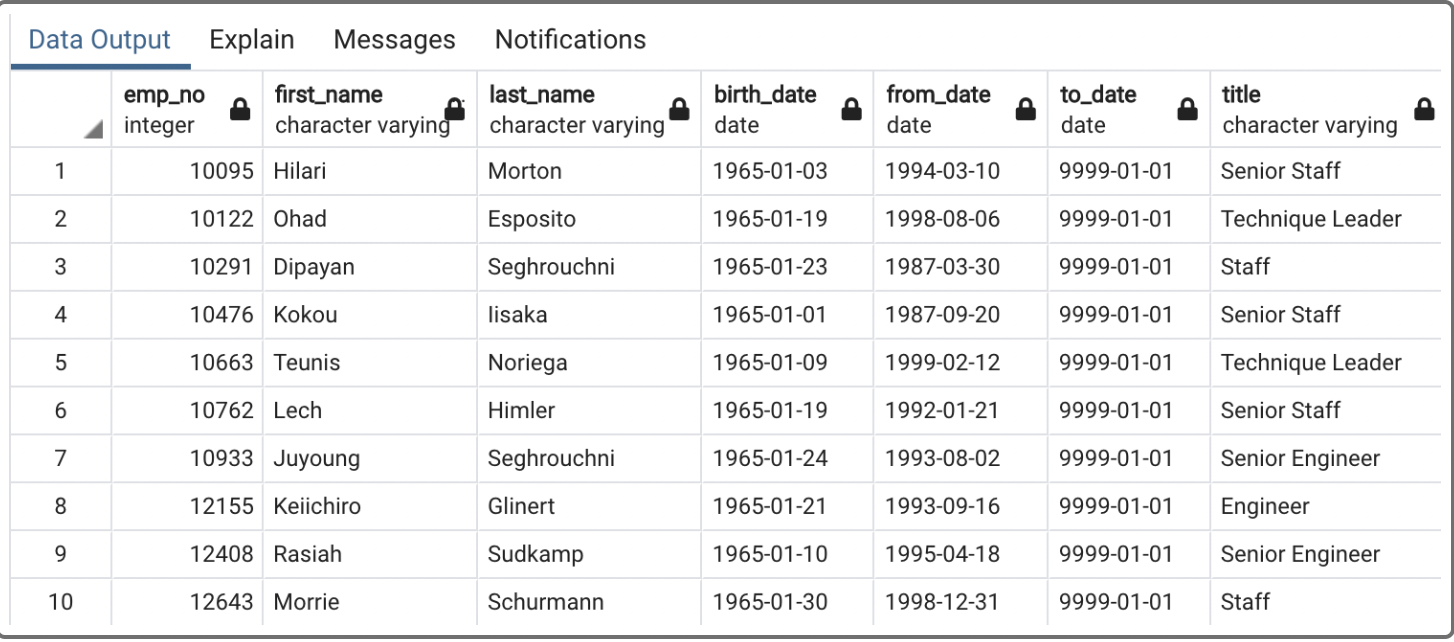 Data Output Explain Messages Notifications
emp_no first_name last_name birth_date from_date to_date title
integer character varying character varying date date date character varying
1 10095 Hilari Morton 1965-01-03 1994-03-10 9999-01-01 Senior Staff
2 10122 Ohad Esposito 1965-01-19 1998-08-06 9999-01-01 Technique Leader
3 10291 Dipayan Seghrouchni 1965-01-23 1987-03-30 9999-01-01 Staff
4 10476 Kokou Iisaka 1965-01-01 1987-09-20 9999-01-01 Senior Staff
5 10663 Teunis Noriega 1965-01-09 1999-02-12 9999-01-01 Technique Leader
6 10762 Lech Himler 1965-01-19 1992-01-21 9999-01-01 Senior Staff
7 10933 Juyoung Seghrouchni 1965-01-24 1993-08-02 9999-01-01 Senior Engineer
8 12155 Keiichiro Glinert 1965-01-21 1993-09-16 9999-01-01 Engineer
9 12408 Rasiah Sudkamp 1965-01-10 1995-04-18 9999-01-01 Senior Engineer
10 12643 Morrie Schurmann 1965-01-30 1998-12-31 9999-01-01 Staff